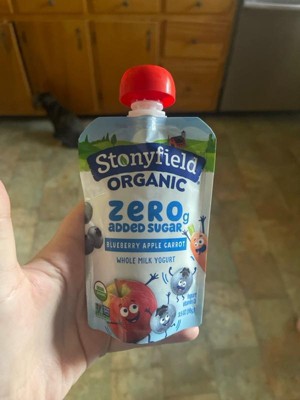 Stonyfield
ORGANIC
ZERO g
ADDED SUGAR
BLUEBERRY APPLE CARROT
WHOLE MILK YOGURT